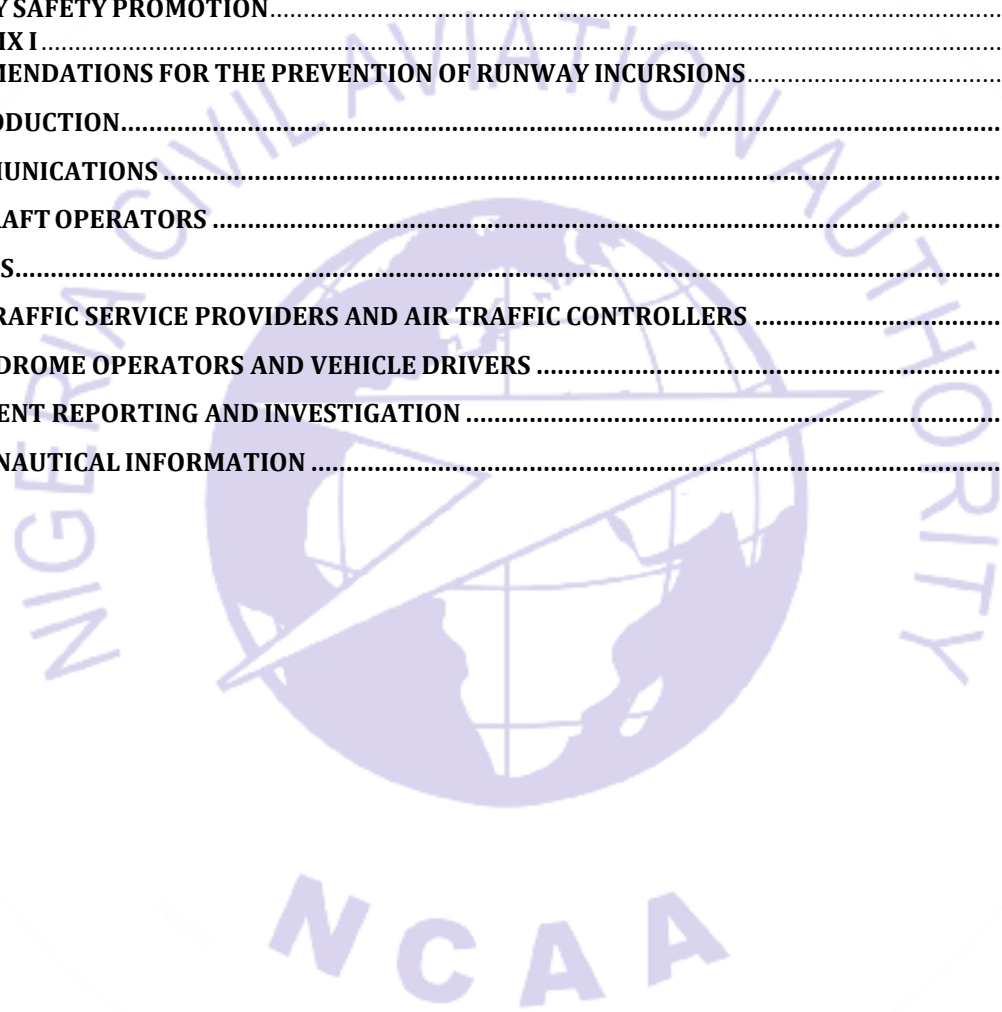 Y SAFETY PROMOTION
IX I
MENDATIONS FOR THE PREVENTION OF RUNWAY INCURSIONS
ODUCTION
MUNICATIONS
RAFT OPERATORS
S
RAFFIC SERVICE PROVIDERS AND AIR TRAFFIC CONTROLLERS
DROME OPERATORS AND VEHICLE DRIVERS
ENT REPORTING AND INVESTIGATION
NAUTICAL INFORMATION
NIGERIA CIVIL AVIATION AUTHORITY
NCAA